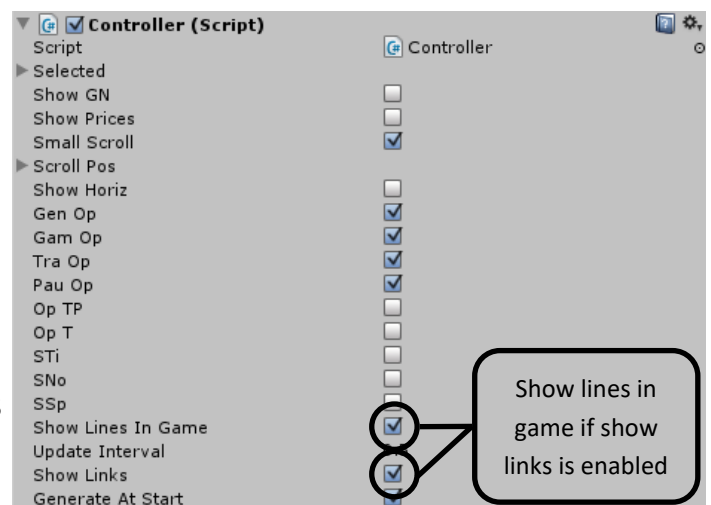 Controller (Script)
Script Controller
Selected
Show GN
Show Prices
Small Scroll
Scroll Pos
Show Horiz
Gen Op
Gam Op
Tra Op
Pau Op
Op TP
Op T
STi
SNo
SSp
Show Lines In Game
Update Interval
Show Links
Generate At Start
Show lines in
game if show
links is enabled